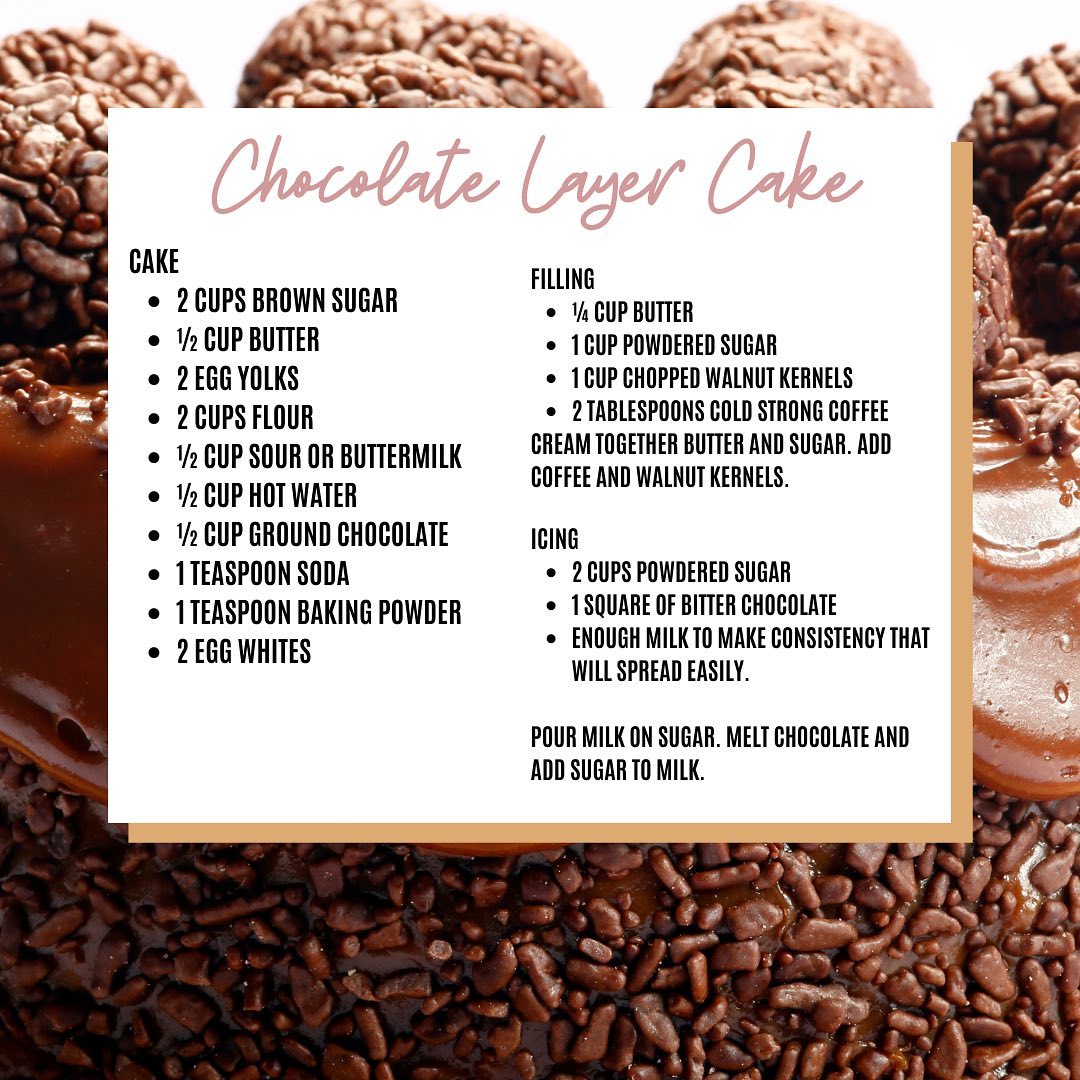 Chocolate Layer Cake
CAKE
• 2 CUPS BROWN SUGAR
• ½ CUP BUTTER
• 2 EGG YOLKS
• 2 CUPS FLOUR
• ½ CUP SOUR OR BUTTERMILK
• ½ CUP HOT WATER
• ½ CUP GROUND CHOCOLATE
• 1 TEASPOON SODA
• 1 TEASPOON BAKING POWDER
• 2 EGG WHITES
FILLING
• ¼ CUP BUTTER
• 1 CUP POWDERED SUGAR
• 1 CUP CHOPPED WALNUT KERNELS
• 2 TABLESPOONS COLD STRONG COFFEE
CREAM TOGETHER BUTTER AND SUGAR. ADD
COFFEE AND WALNUT KERNELS.
ICING
• 2 CUPS POWDERED SUGAR
• 1 SQUARE OF BITTER CHOCOLATE
• ENOUGH MILK TO MAKE CONSISTENCY THAT
WILL SPREAD EASILY.
POUR MILK ON SUGAR. MELT CHOCOLATE AND
ADD SUGAR TO MILK.